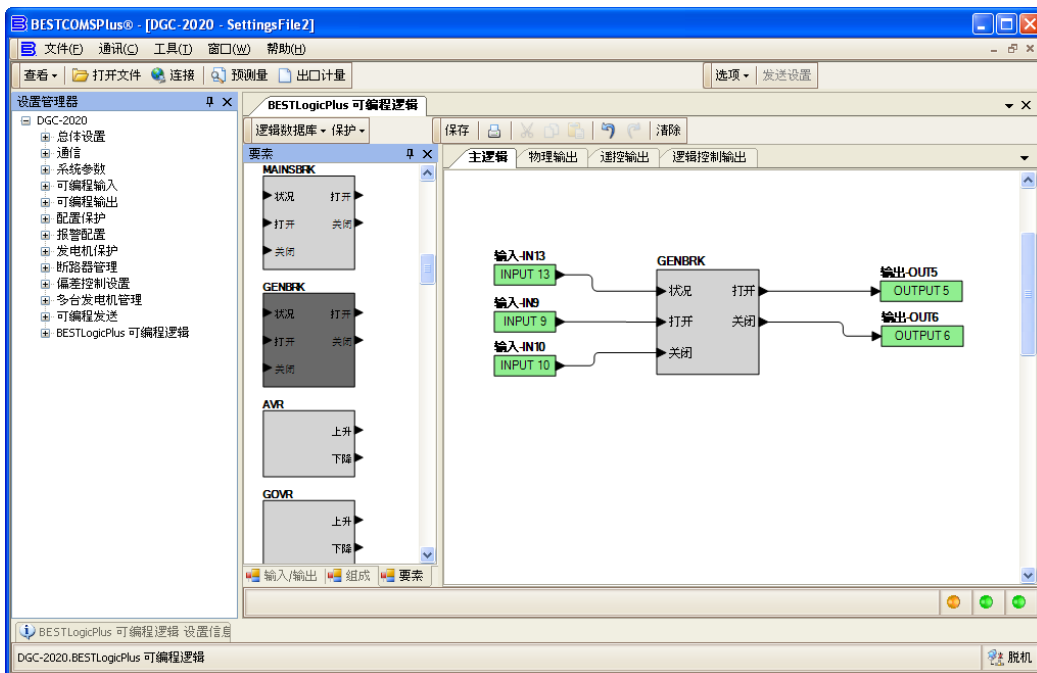 BESTCOMSPlus® - [DGC-2020 - SettingsFile2]
文件(F) 通讯(C) 工具(T) 窗口(W) 帮助(H)
查看 打开文件 连接 预测量 出口计量 选项 发送设置
设置管理器
DGC-2020
总体设置
通信
系统参数
可编程输入
可编程输出
配置保护
报警配置
发电机保护
断路器管理
偏差控制设置
多台发电机管理
可编程发送
BESTLogicPlus 可编程逻辑
BESTLogicPlus 可编程逻辑
逻辑数据库 保护
保存 清除
要素
MAINSBRK
状况 打开
打开 关闭
关闭
GENBRK
状况 打开
打开 关闭
关闭
AVR
上升
下降
GOVR
上升
下降
输入/输出 组成 要素
主逻辑 物理输出 遥控输出 逻辑控制输出
输入-IN13
INPUT 13
输入-IN9
INPUT 9
输入-IN10
INPUT 10
GENBRK
状况 打开
打开 关闭
关闭
输出-OUT5
OUTPUT 5
输出-OUT6
OUTPUT 6
BESTLogicPlus 可编程逻辑 设置信息
DGC-2020.BESTLogicPlus 可编程逻辑
脱机